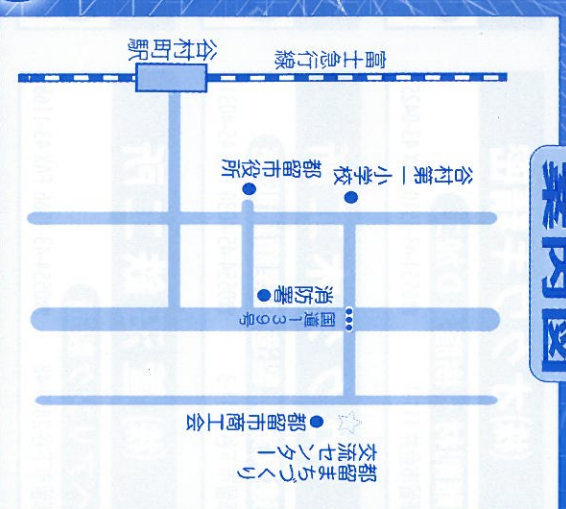 案内図
都留まちづくり
交流センター
都留市商工会
国道139号
消防署
谷村第一小学校
都留市役所
富士急行線
谷村町駅